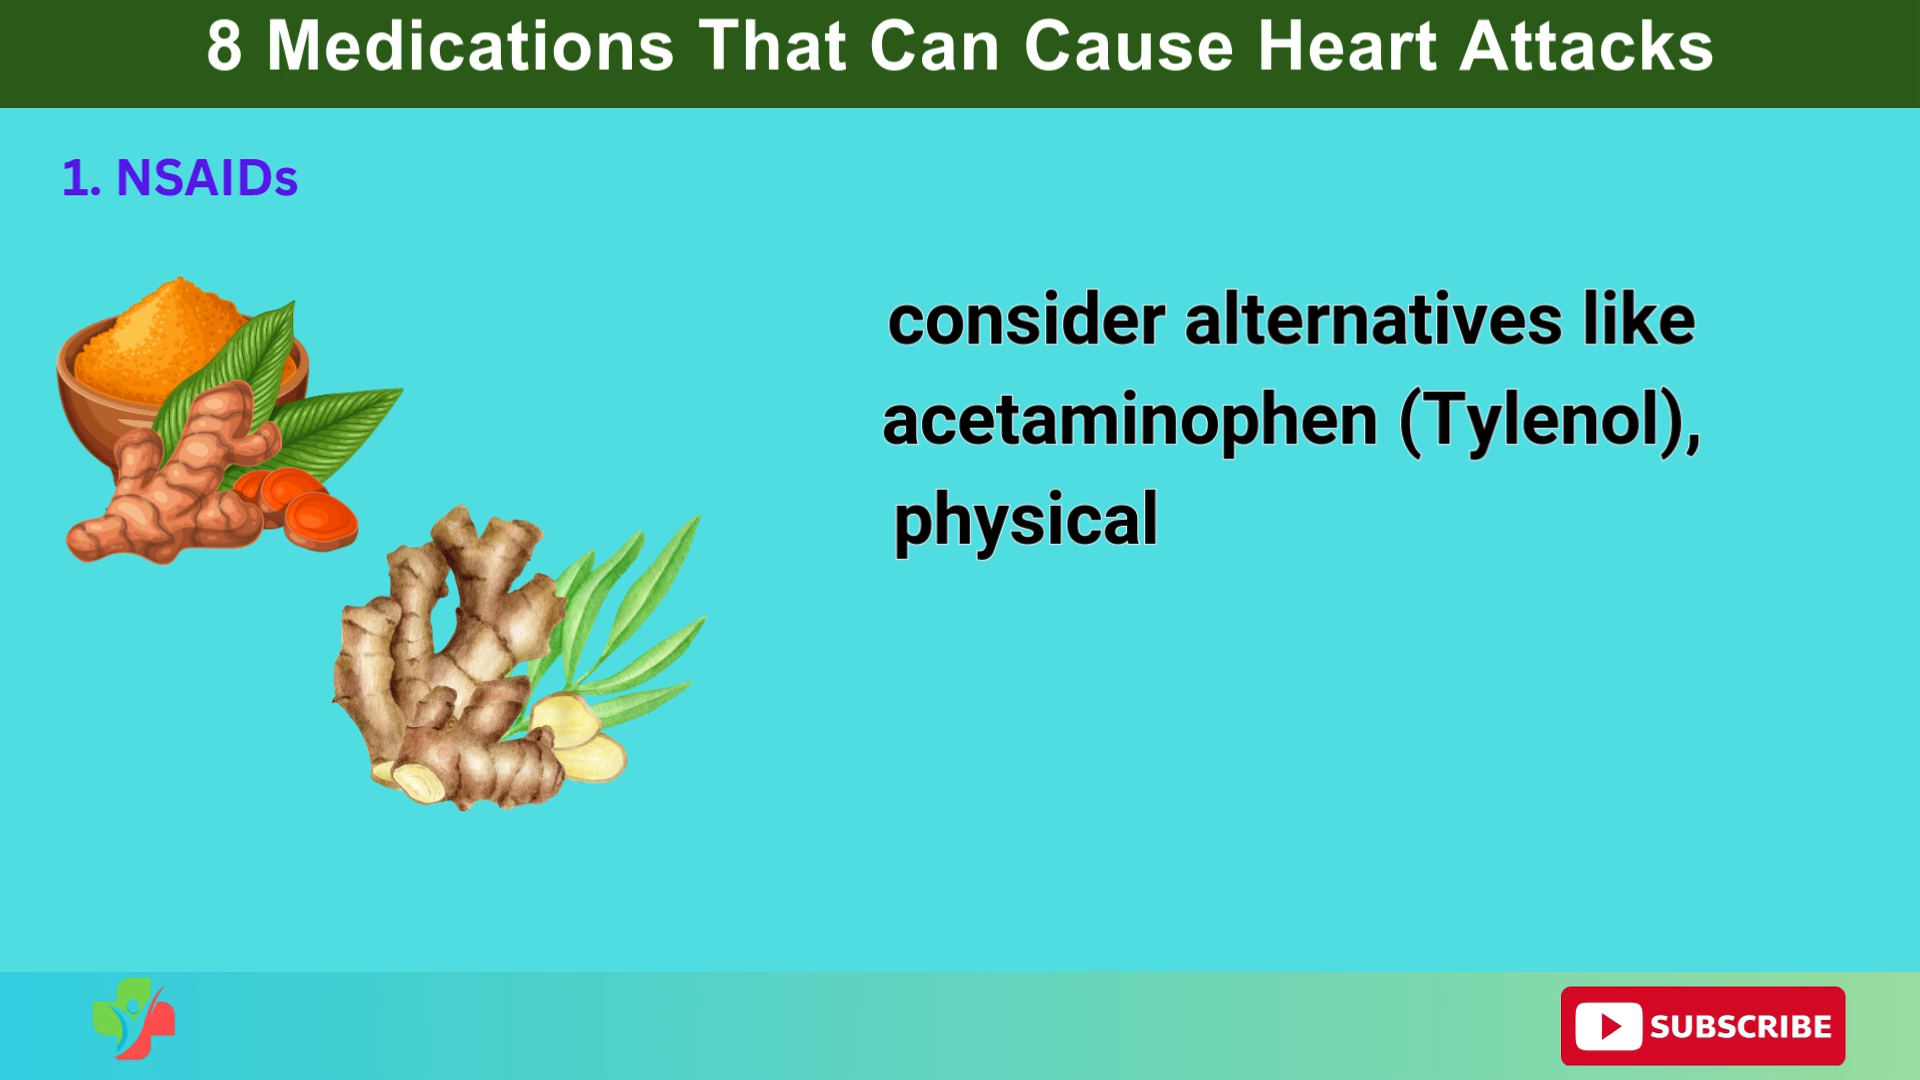 8 Medications That Can Cause Heart Attacks
1. NSAIDs
consider alternatives like
acetaminophen (Tylenol),
physical
SUBSCRIBE